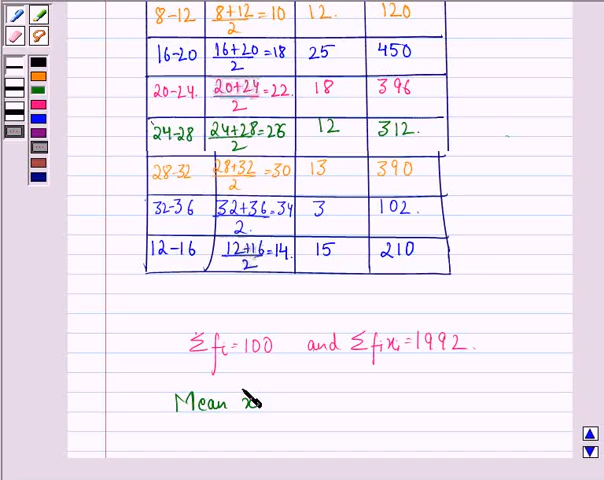 8-12 8+12/2=10 12. 120
16-20 16+20/2=18 25 450
20-24. 20+24/2=22. 18 396
24-28 24+28/2=26 12 312.
28-32 28+32/2=30 13 390
32-36 32+36/2.=34 3 102.
12-16 12+16/2=14. 15 210
Σfi=100 and Σfixi=1992.
Mean x